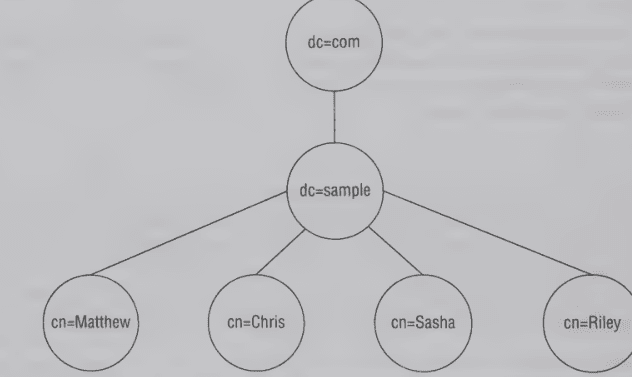 dc=com
dc=sample
cn=Matthew
cn=Chris
cn=Sasha
cn=Riley